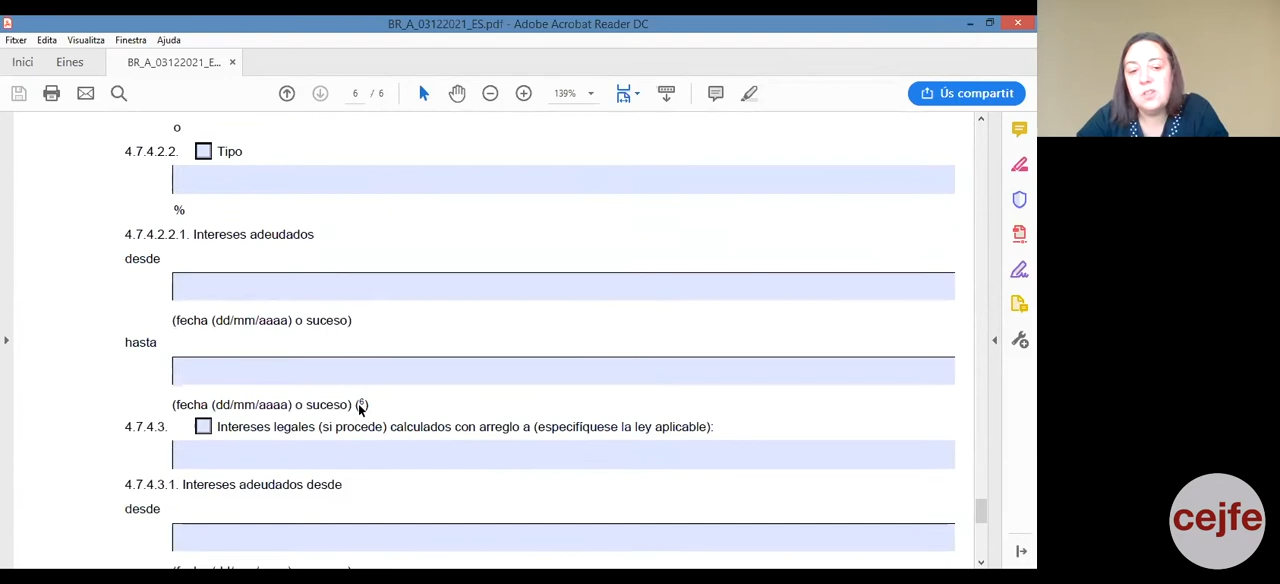 BR_A_03122021_ES.pdf - Adobe Acrobat Reader DC
Fitxer Edita Visualitza Finestra Ajuda
Inici Eines BR_A_03122021_E... ×
6 / 6 139% Ús compartit
o
4.7.4.2.2. Tipo
%
4.7.4.2.2.1. Intereses adeudados
desde
(fecha (dd/mm/aaaa) o suceso)
hasta
(fecha (dd/mm/aaaa) o suceso) (6)
4.7.4.3. Intereses legales (si procede) calculados con arreglo a (especifíquese la ley aplicable):
4.7.4.3.1. Intereses adeudados desde
desde
cejfe